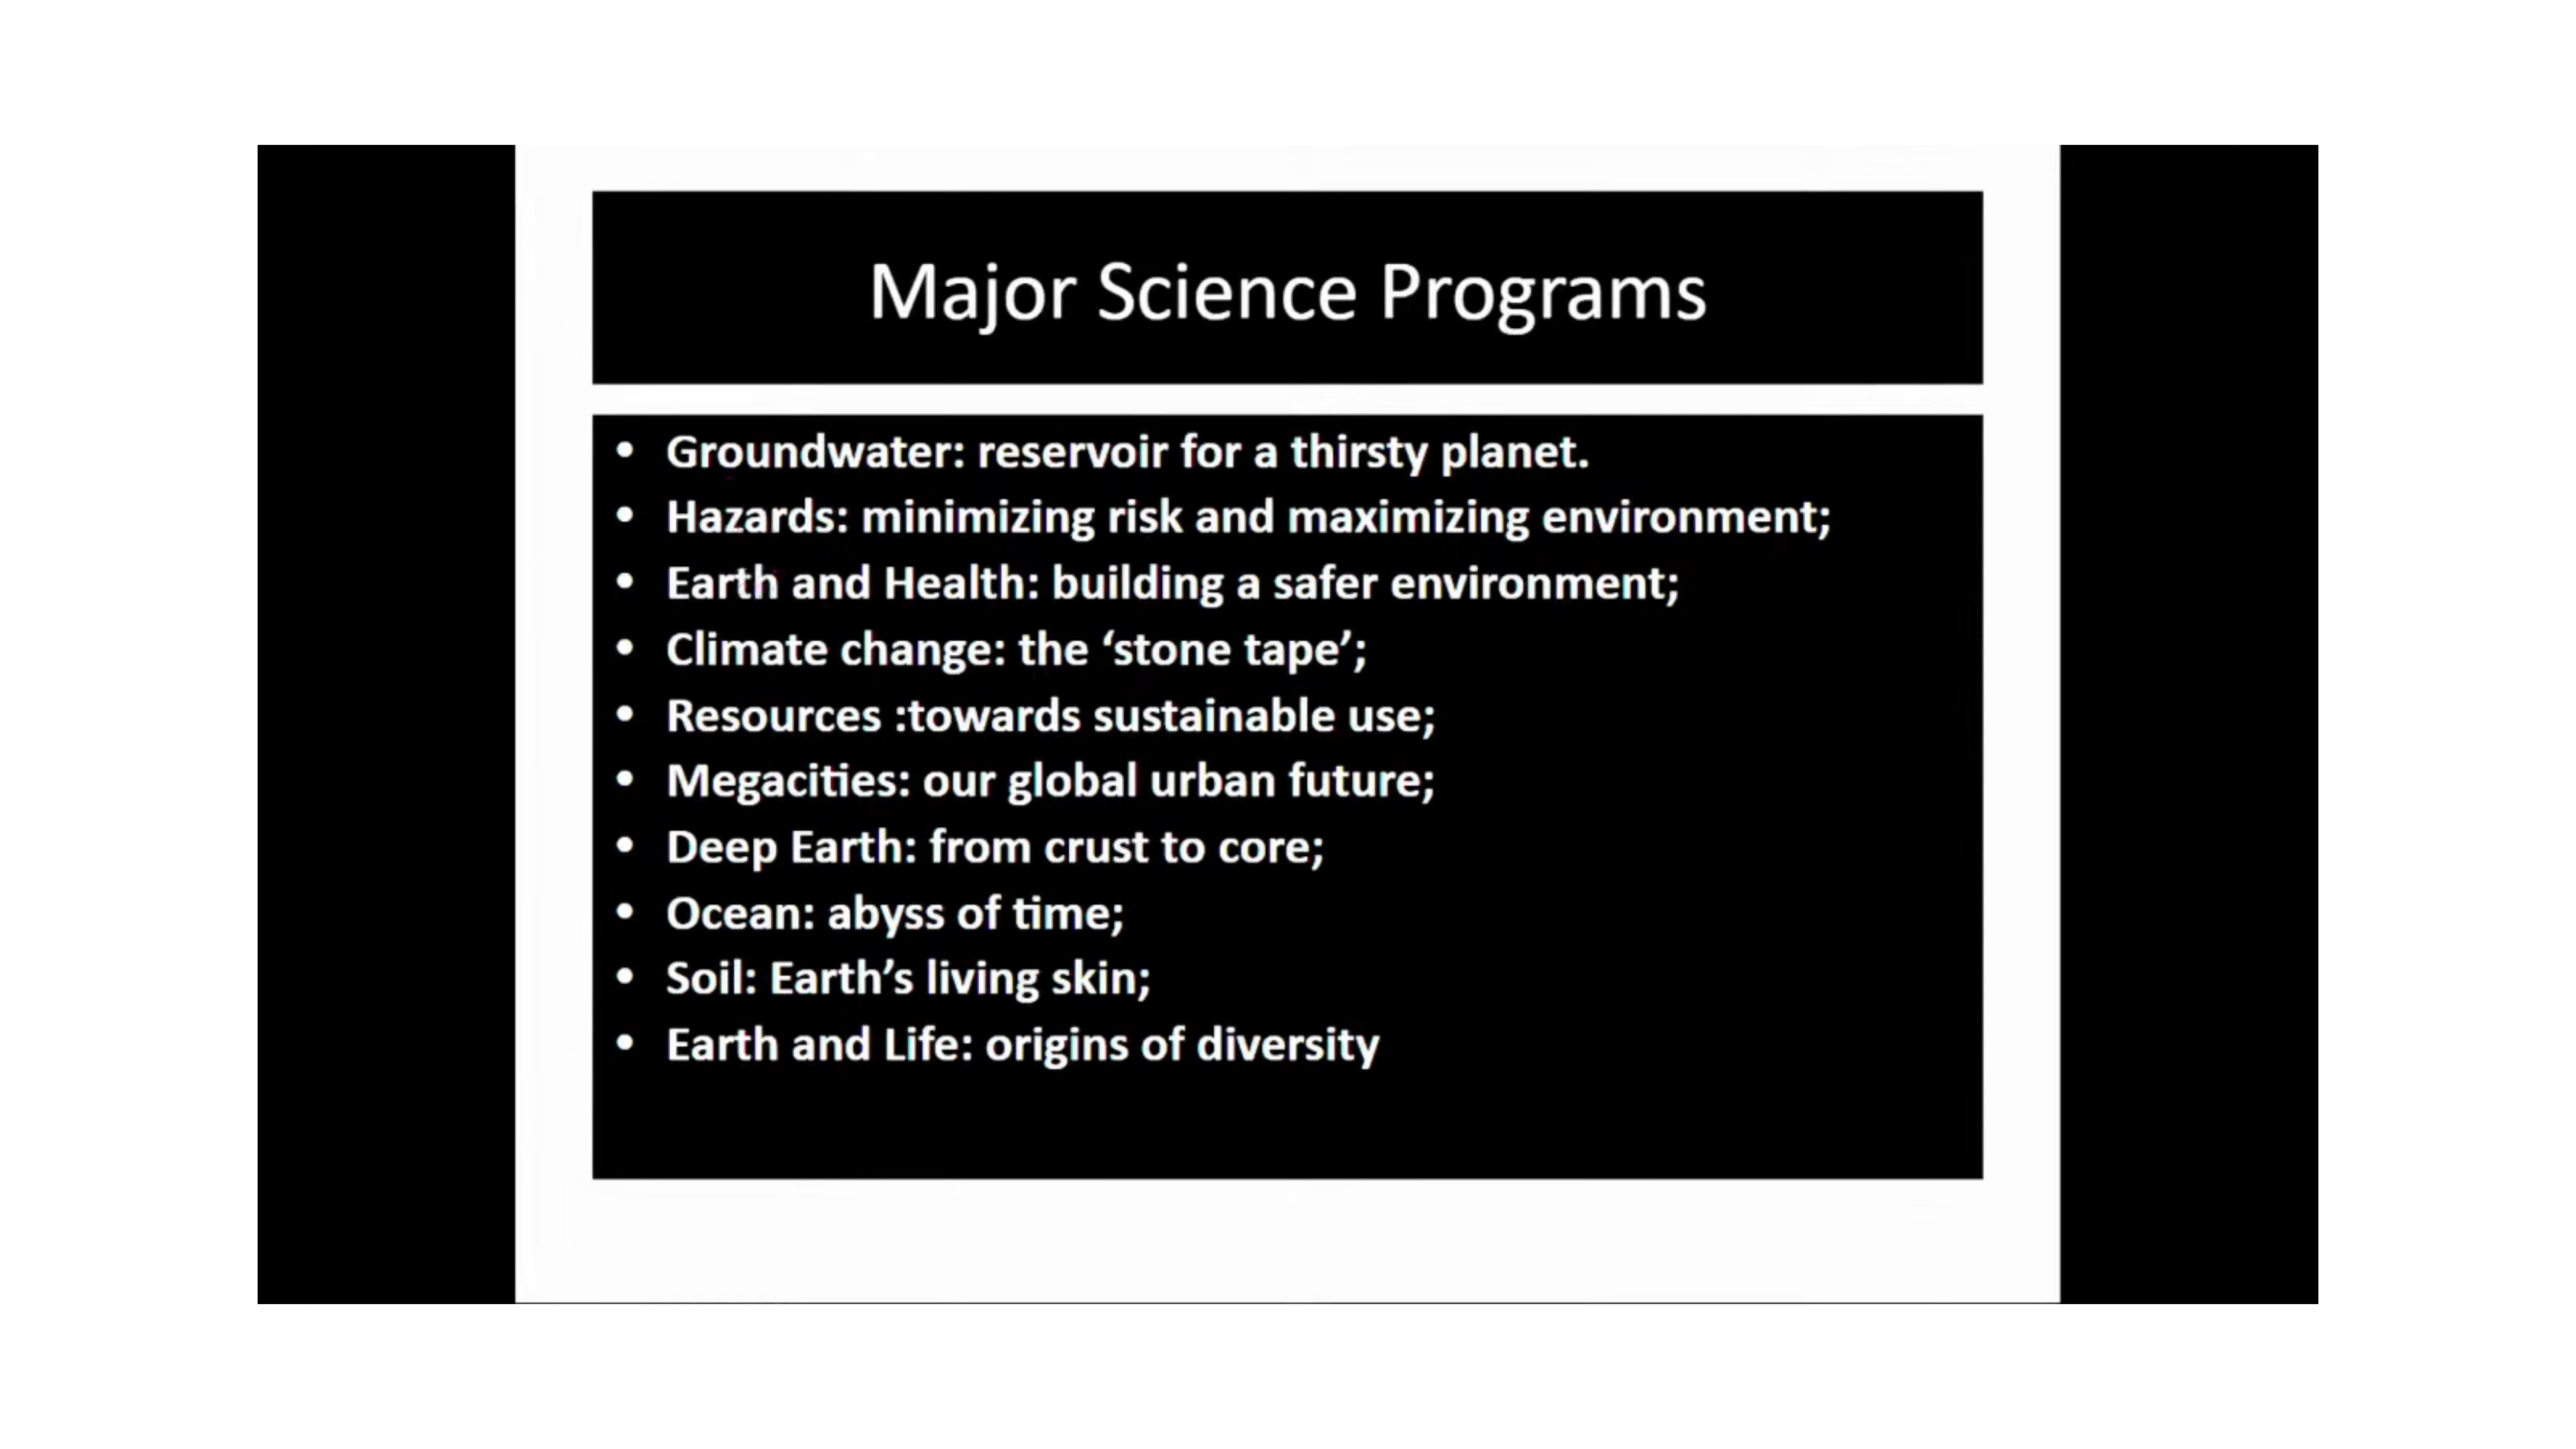 Major Science Programs
• Groundwater: reservoir for a thirsty planet.
• Hazards: minimizing risk and maximizing environment;
• Earth and Health: building a safer environment;
• Climate change: the ‘stone tape’;
• Resources :towards sustainable use;
• Megacities: our global urban future;
• Deep Earth: from crust to core;
• Ocean: abyss of time;
• Soil: Earth’s living skin;
• Earth and Life: origins of diversity